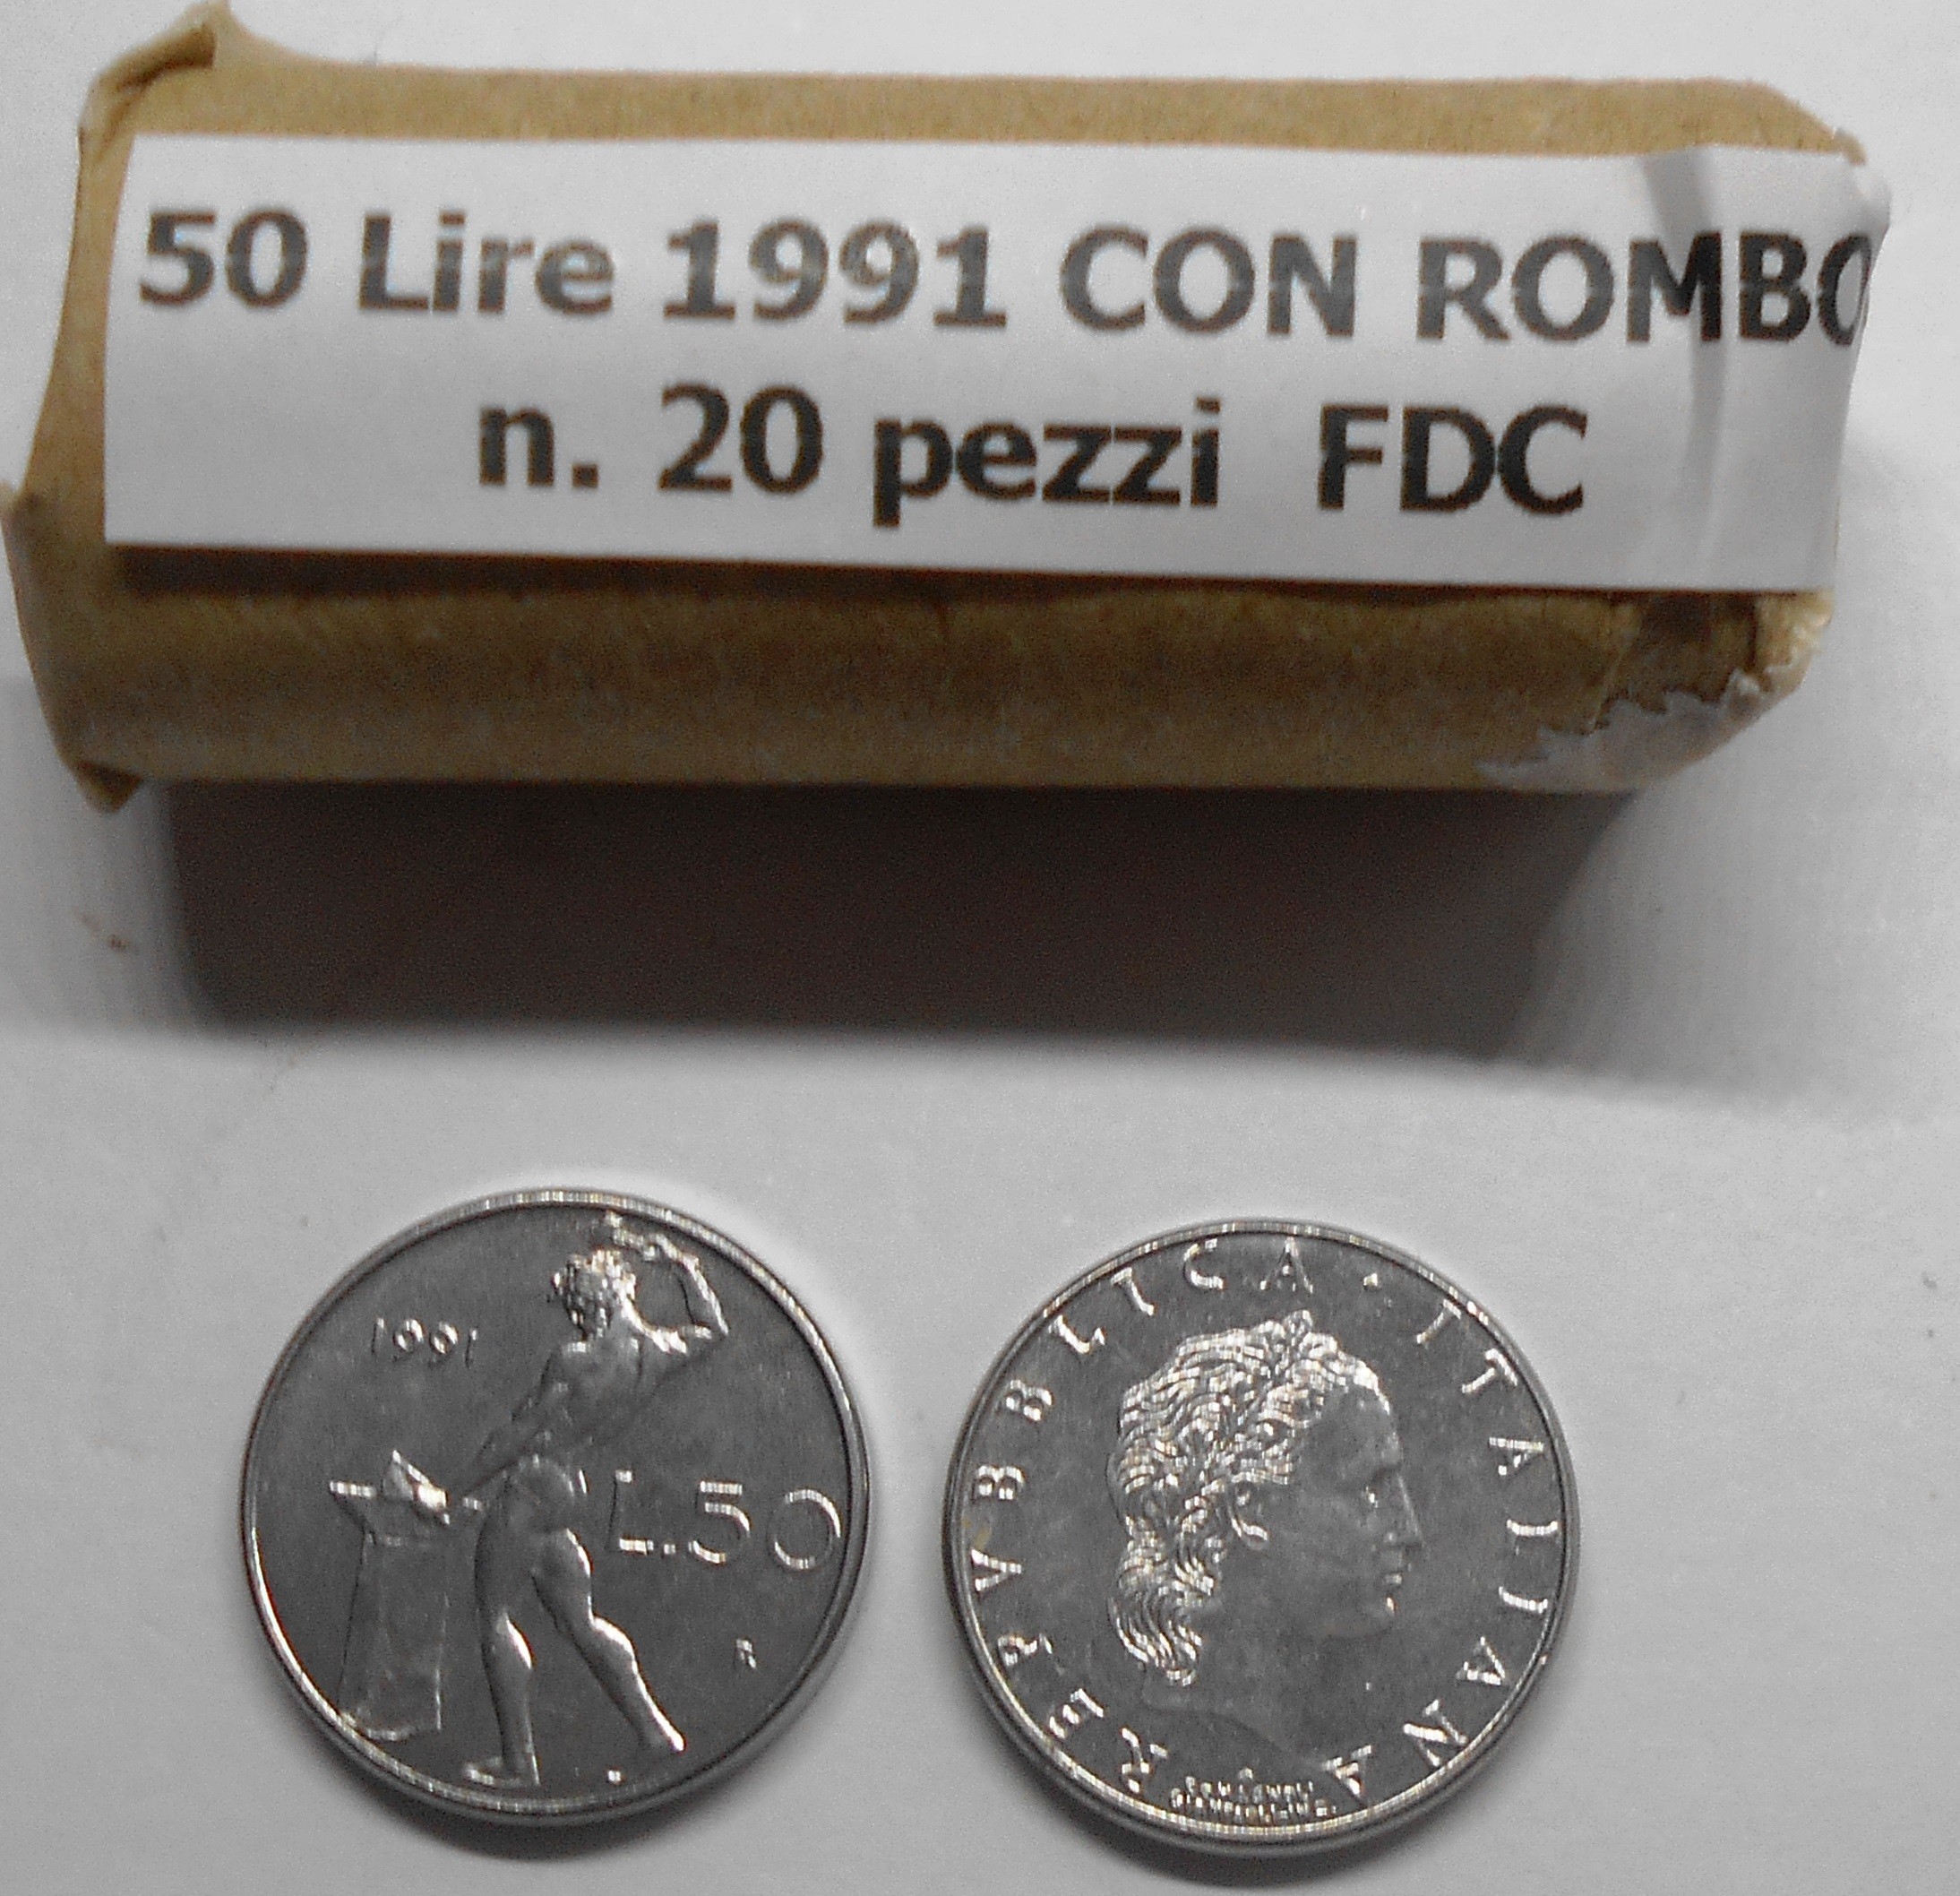 50 Lire 1991 CON ROMBO
n. 20 pezzi FDC
1991
L.50
R
REPVBBLICA · ITALIANA